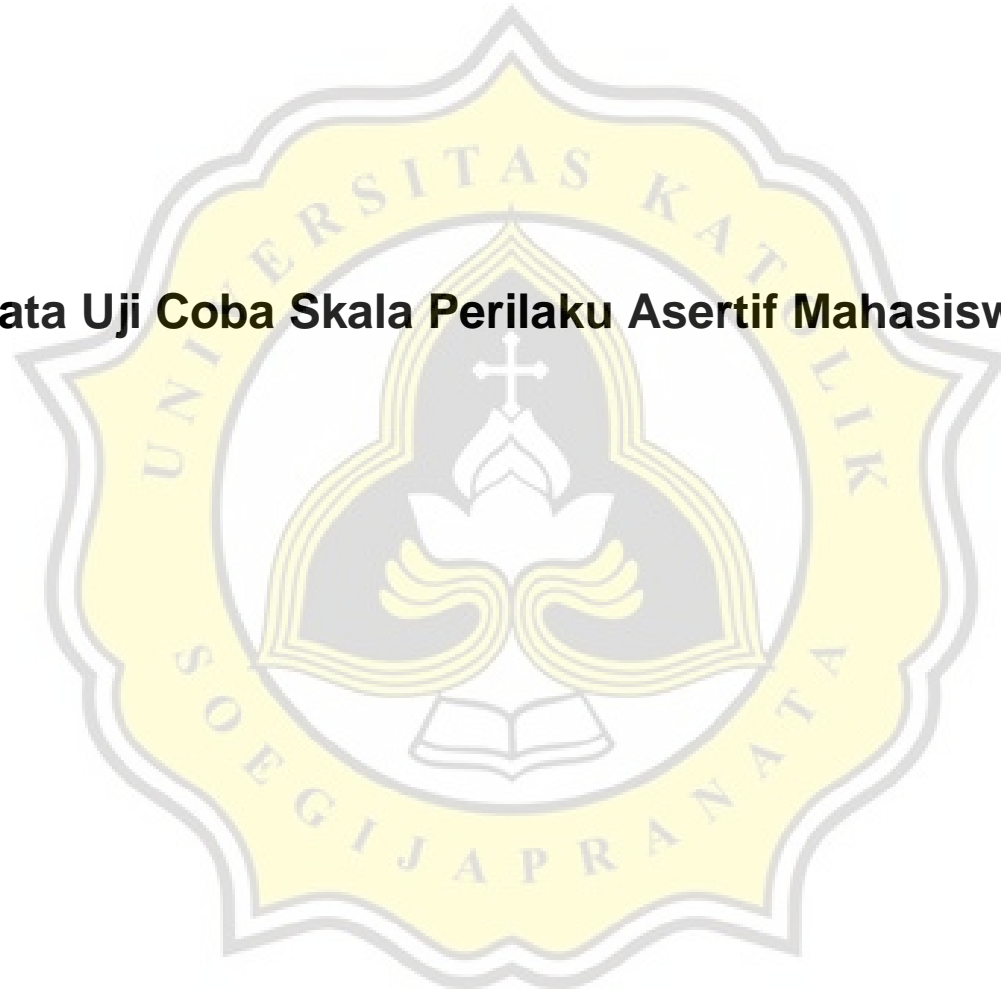 UNIVERSITAS KATOLIK
ata Uji Coba Skala Perilaku Asertif Mahasisw
SOEGIJAPRANATA